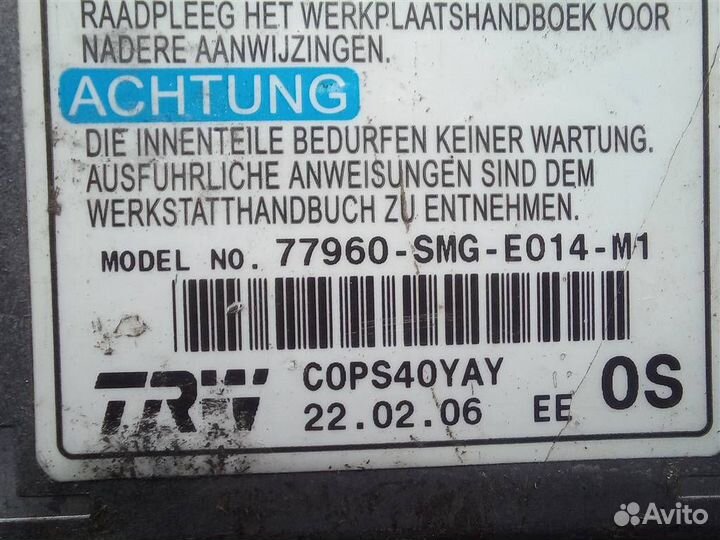 RAADPLEEG HET WERKPLAATSHANDBOEK VOOR
NADERE AANWIJZINGEN.
ACHTUNG
DIE INNENTEILE BEDURFEN KEINER WARTUNG.
AUSFUHRLICHE ANWEISUNGEN SIND DEM
WERKSTATTHANDBUCH ZU ENTNEHMEN.
MODEL NO. 77960-SMG-E014-M1
TRW
COPS40YAY
22.02.06 EE OS
Avito